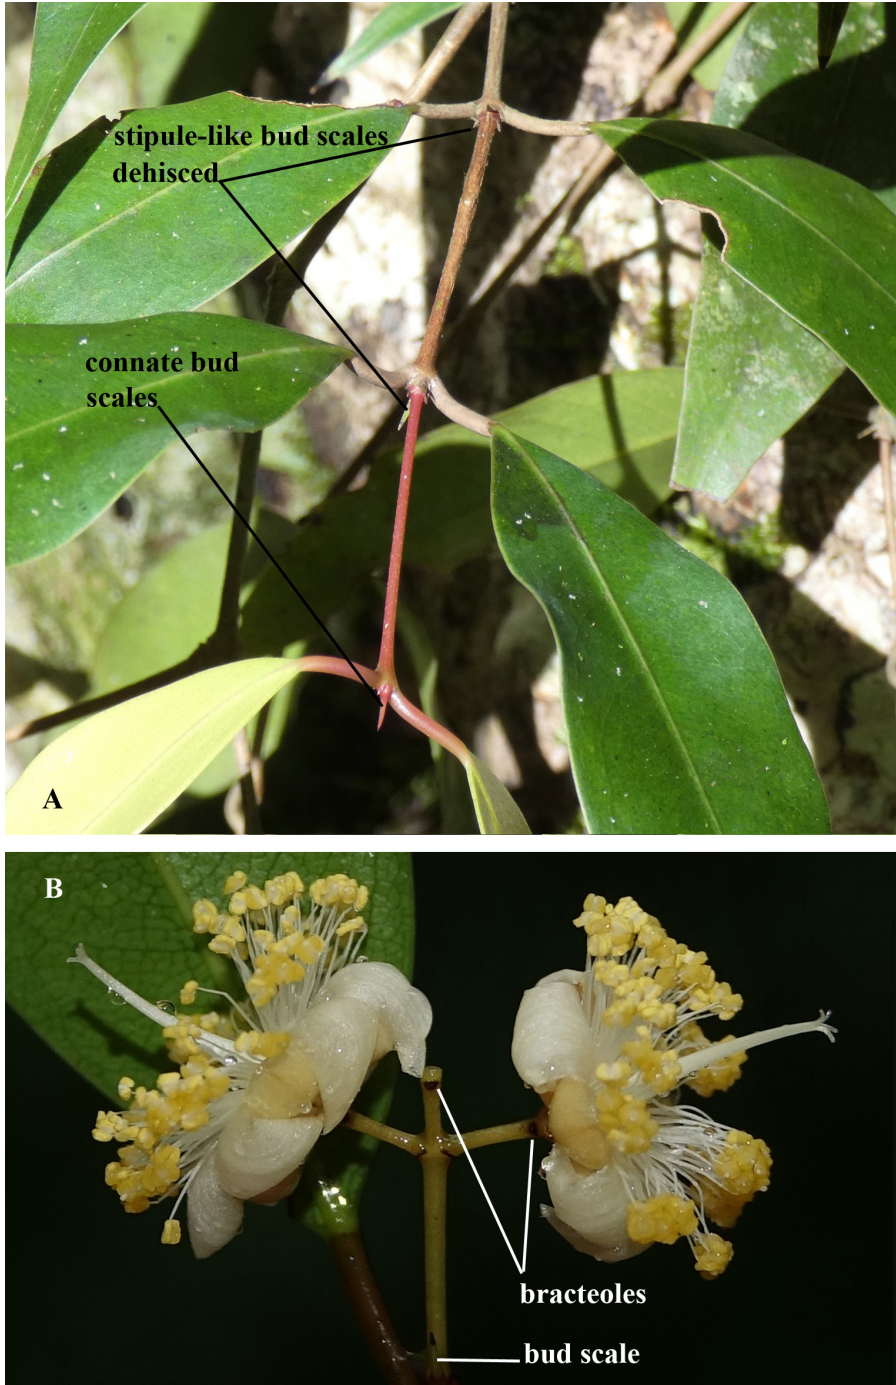 stipule-like bud scales
dehisced
connate bud
scales
A
B
bracteoles
bud scale